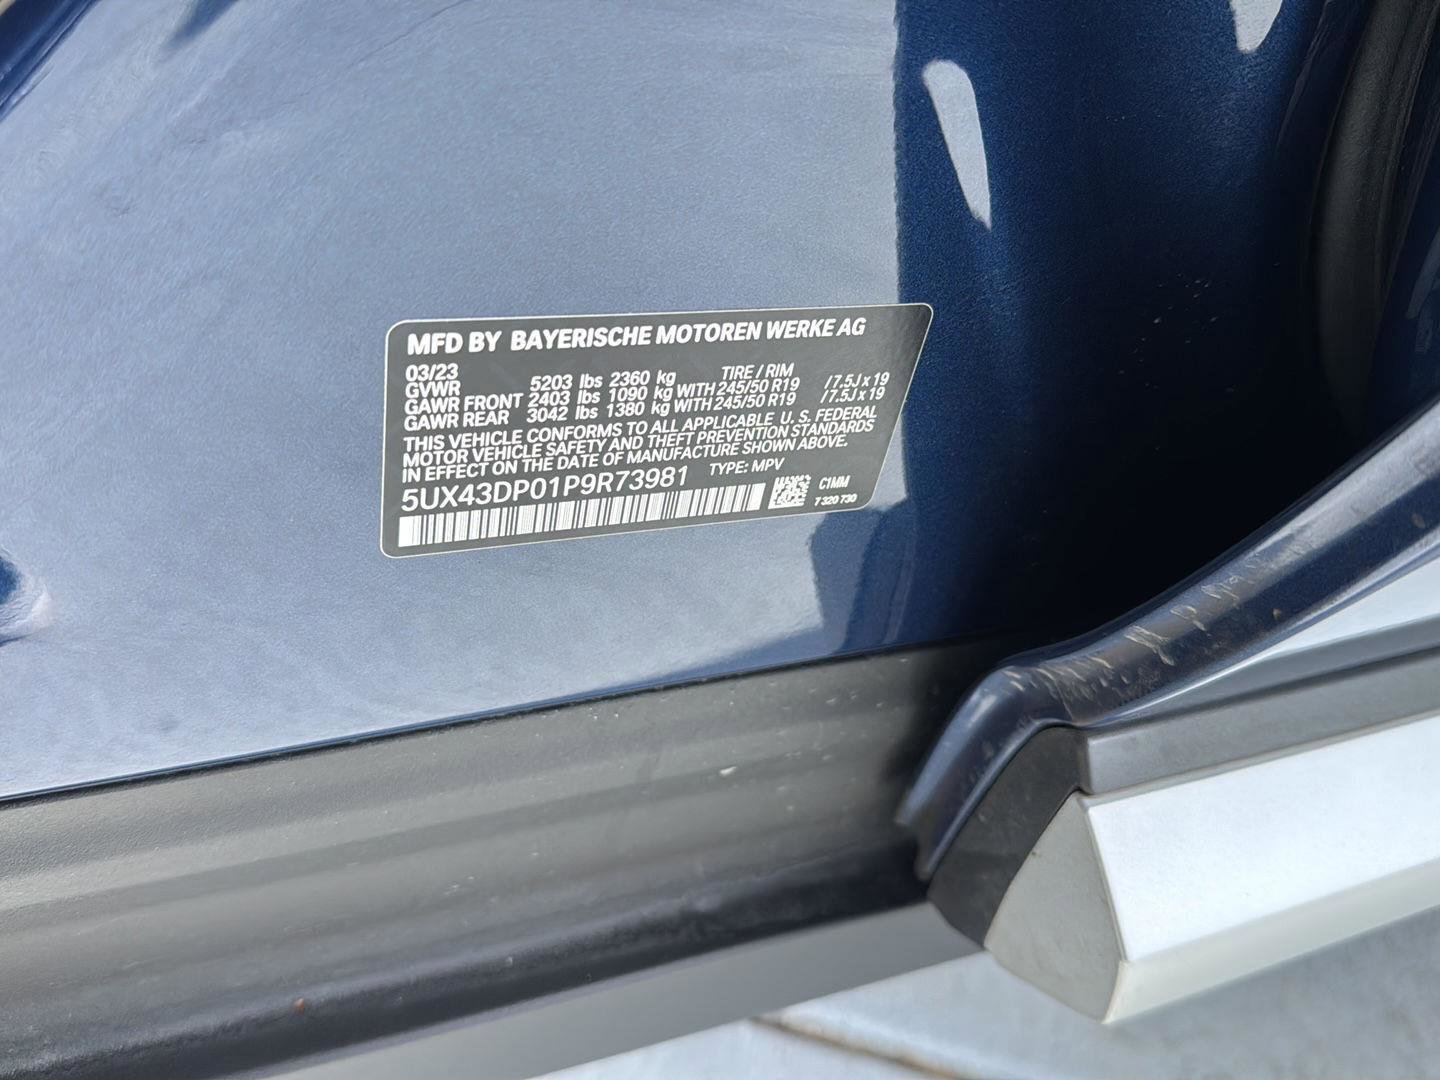 MFD BY BAYERISCHE MOTOREN WERKE AG
03/23 TIRE / RIM
GVWR 5203 lbs 2360 kg
GAWR FRONT 2403 lbs 1090 kg WITH 245/50 R19 / 7.5J x 19
GAWR REAR 3042 lbs 1380 kg WITH 245/50 R19 / 7.5J x 19
THIS VEHICLE CONFORMS TO ALL APPLICABLE U. S. FEDERAL
MOTOR VEHICLE SAFETY AND THEFT PREVENTION STANDARDS
IN EFFECT ON THE DATE OF MANUFACTURE SHOWN ABOVE.
5UX43DP01P9R73981 TYPE: MPV
C1MM
7 320 730